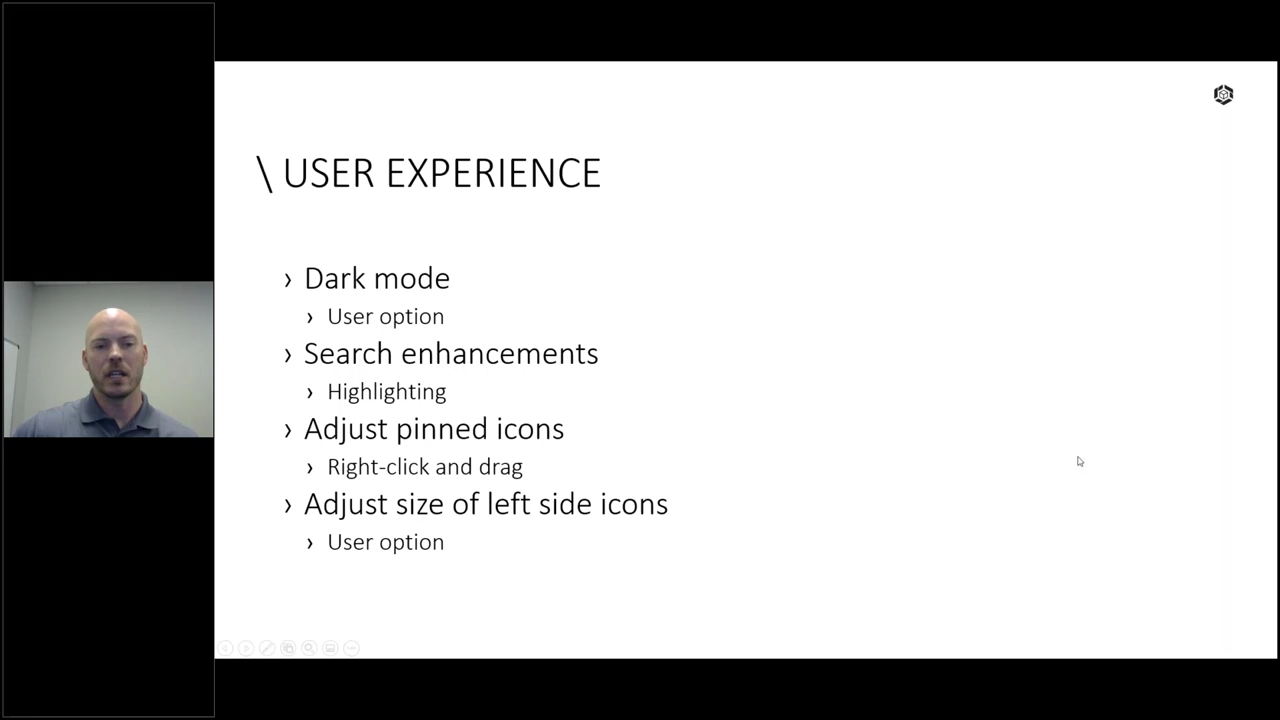 \ USER EXPERIENCE
› Dark mode
› User option
› Search enhancements
› Highlighting
› Adjust pinned icons
› Right-click and drag
› Adjust size of left side icons
› User option